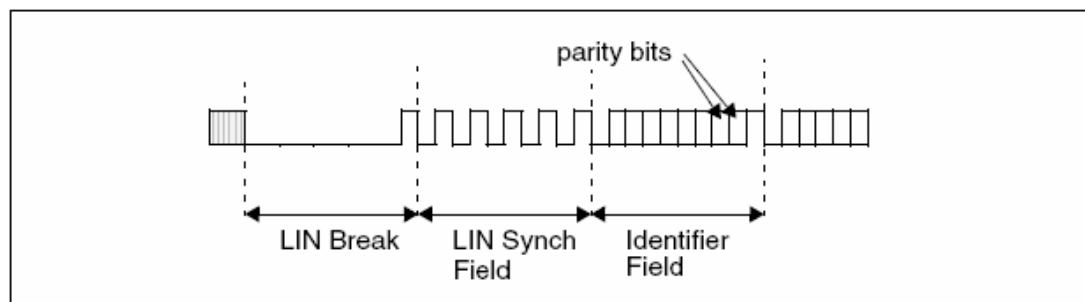 parity bits
LIN Break
LIN Synch
Field
Identifier
Field